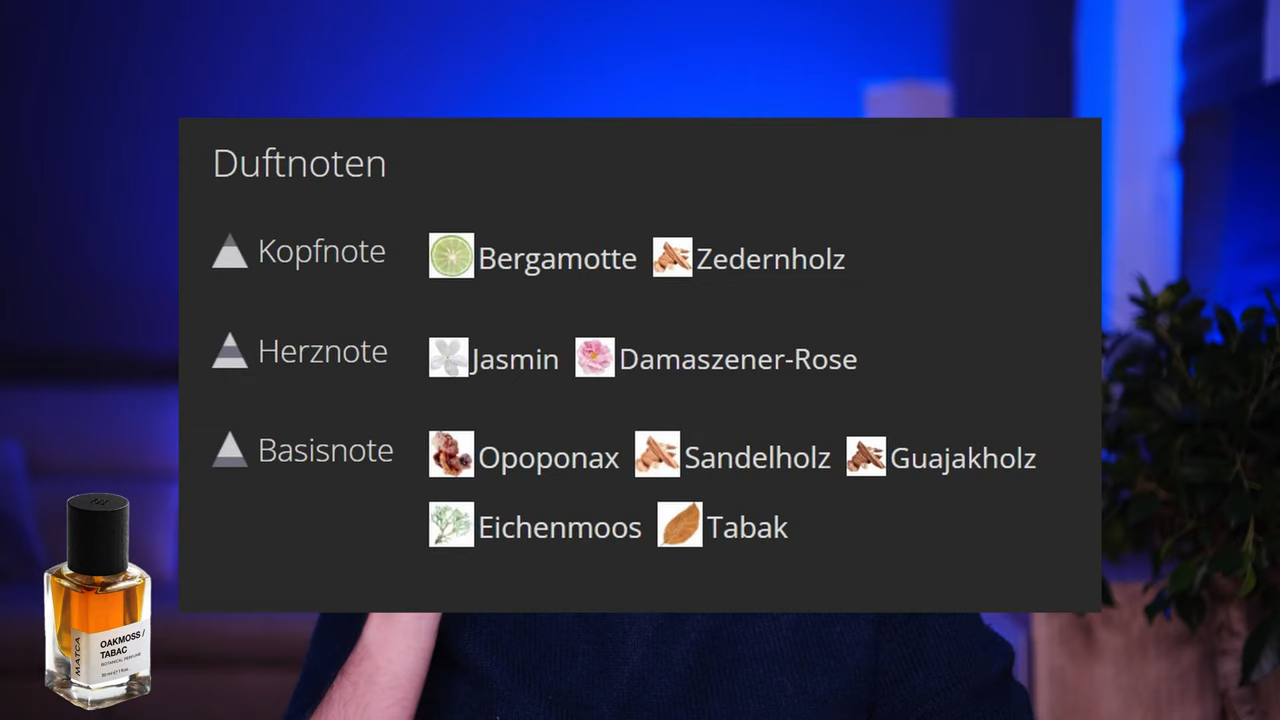 Duftnoten
Kopfnote Bergamotte Zedernholz
Herznote Jasmin Damaszener-Rose
Basisnote Opoponax Sandelholz Guajakholz
Eichenmoos Tabak
MATCA
OAKMOSS /
TABAC
BOTANICAL PERFUME